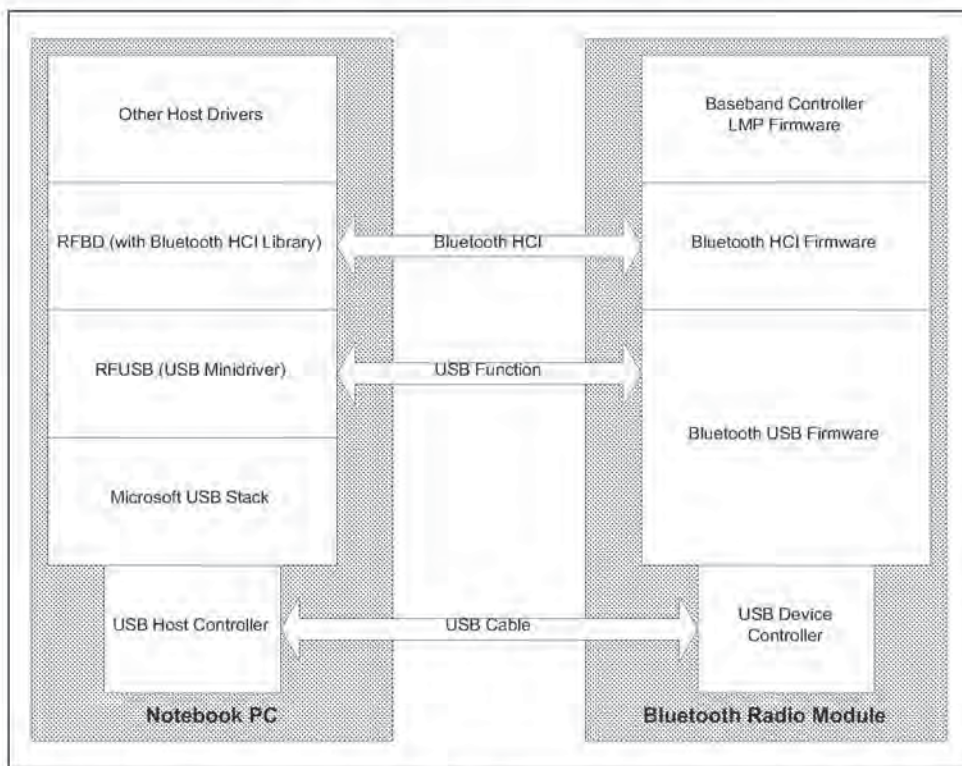 Other Host Drivers
Baseband Controller
LMP Firmware
RFBD (with Bluetooth HCI Library)
Bluetooth HCI
Bluetooth HCI Firmware
RFUSB (USB Minidriver)
USB Function
Bluetooth USB Firmware
Microsoft USB Stack
USB Host Controller
USB Cable
USB Device
Controller
Notebook PC
Bluetooth Radio Module